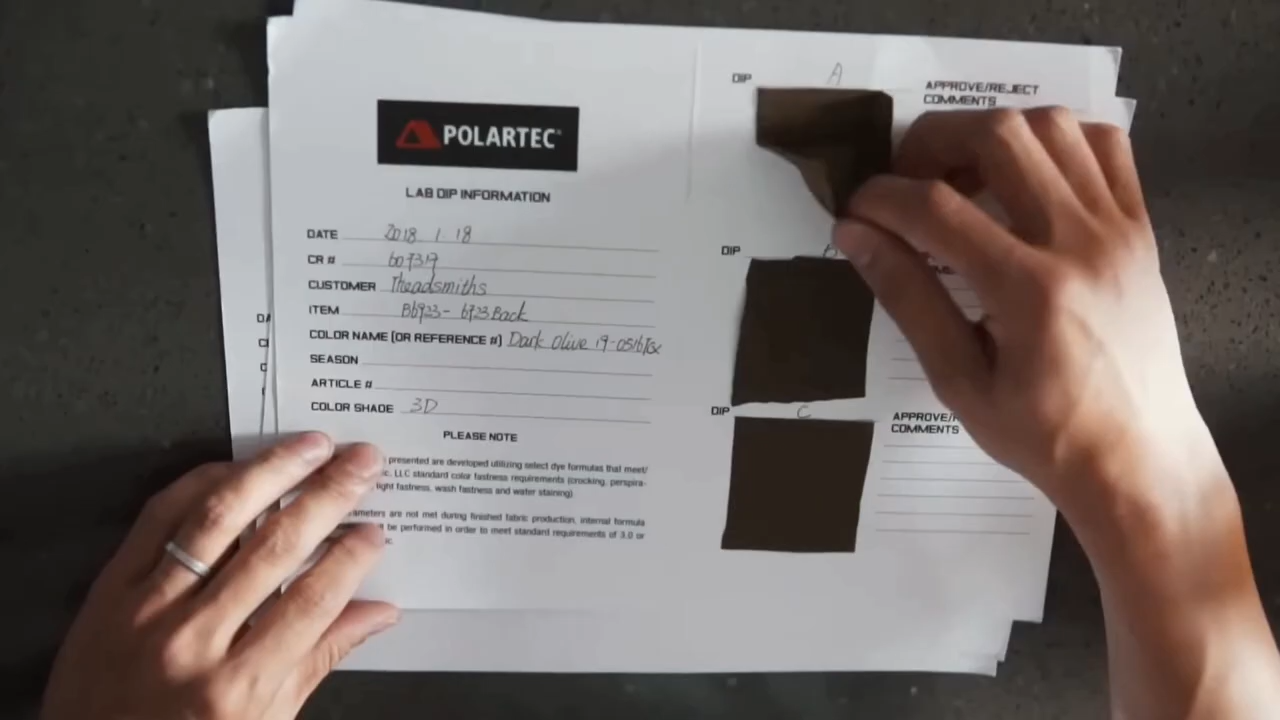 POLARTEC
LAB DIP INFORMATION
DATE 2018 1. 18
CR #
CUSTOMER Theadsmiths
ITEM Bb923- b923 Back
COLOR NAME (OR REFERENCE #) Dark Olive 19-0516Tcx
SEASON
ARTICLE #
COLOR SHADE 3D
PLEASE NOTE
presented are developed utilizing select dye formulas that meet/
LLC standard color fastness requirements (crocking, perspira-
light fastness, wash fastness and water staining).
are not met during finished fabric production, internal formula
be performed in order to meet standard requirements of 3.0 or
DIP A
APPROVE/REJECT
COMMENTS
DIP B
DIP C
APPROVE/
COMMENTS